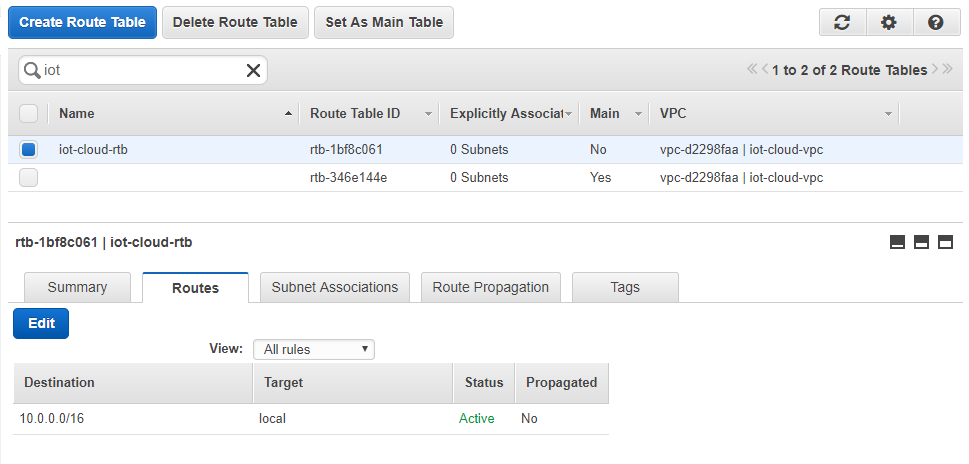 Create Route Table Delete Route Table Set As Main Table
iot 1 to 2 of 2 Route Tables
Name Route Table ID Explicitly Associat Main VPC
iot-cloud-rtb rtb-1bf8c061 0 Subnets No vpc-d2298faa | iot-cloud-vpc
rtb-346e144e 0 Subnets Yes vpc-d2298faa | iot-cloud-vpc
rtb-1bf8c061 | iot-cloud-rtb
Summary Routes Subnet Associations Route Propagation Tags
Edit
View: All rules
Destination Target Status Propagated
10.0.0.0/16 local Active No